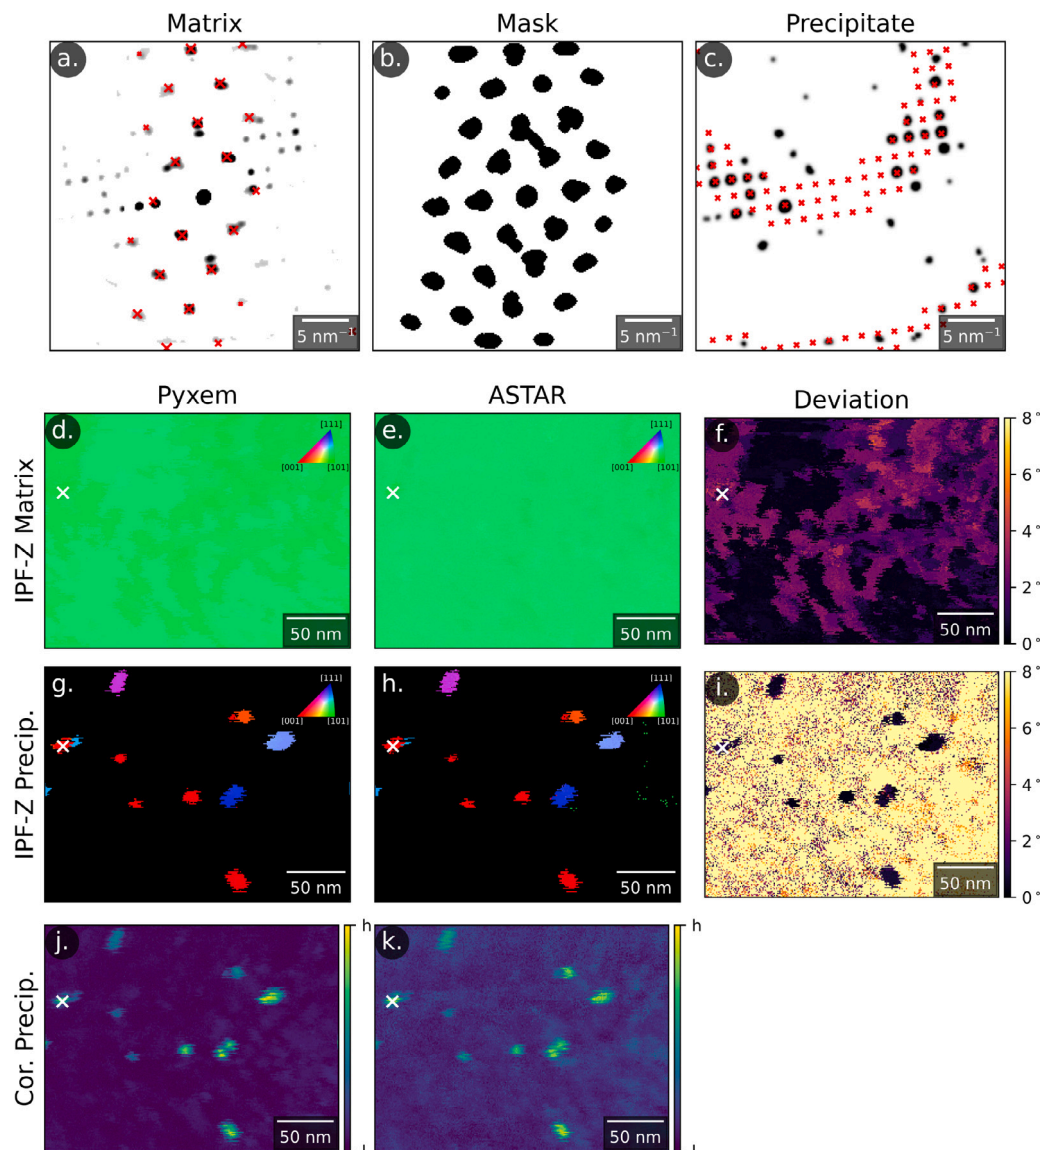 Matrix Mask Precipitate
a. b. c.
5 nm⁻¹ 5 nm⁻¹ 5 nm⁻¹
Pyxem ASTAR Deviation
IPF-Z Matrix
d. [111] [001] [101] 50 nm
e. [111] [001] [101] 50 nm
f. 50 nm
8°
6°
4°
2°
0°
IPF-Z Precip.
g. [111] [001] [101] 50 nm
h. [111] [001] [101] 50 nm
i. 50 nm
8°
6°
4°
2°
0°
Cor. Precip.
j. 50 nm h
k. 50 nm h